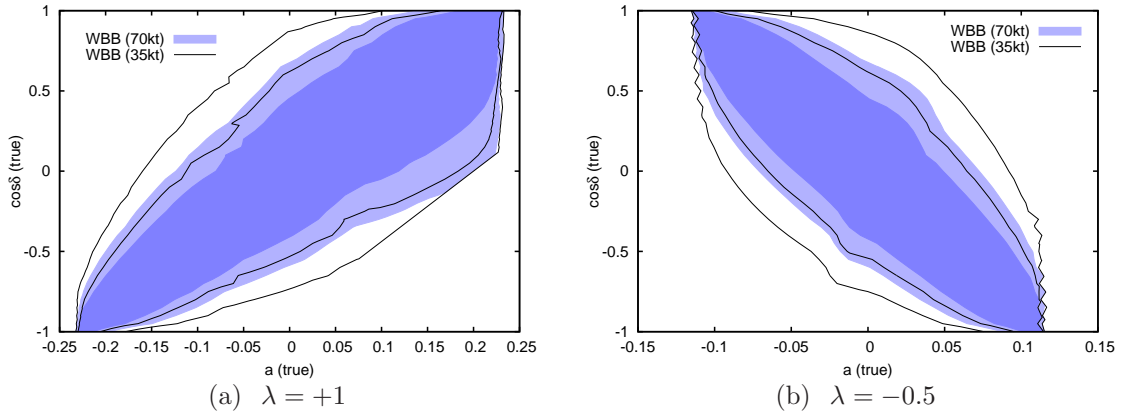 1
0.5
0
-0.5
-1
cosδ (true)
WBB (70kt)
WBB (35kt)
-0.25 -0.2 -0.15 -0.1 -0.05 0 0.05 0.1 0.15 0.2 0.25
a (true)
(a) λ = +1
1
0.5
0
-0.5
-1
cosδ (true)
WBB (70kt)
WBB (35kt)
-0.15 -0.1 -0.05 0 0.05 0.1 0.15
a (true)
(b) λ = −0.5